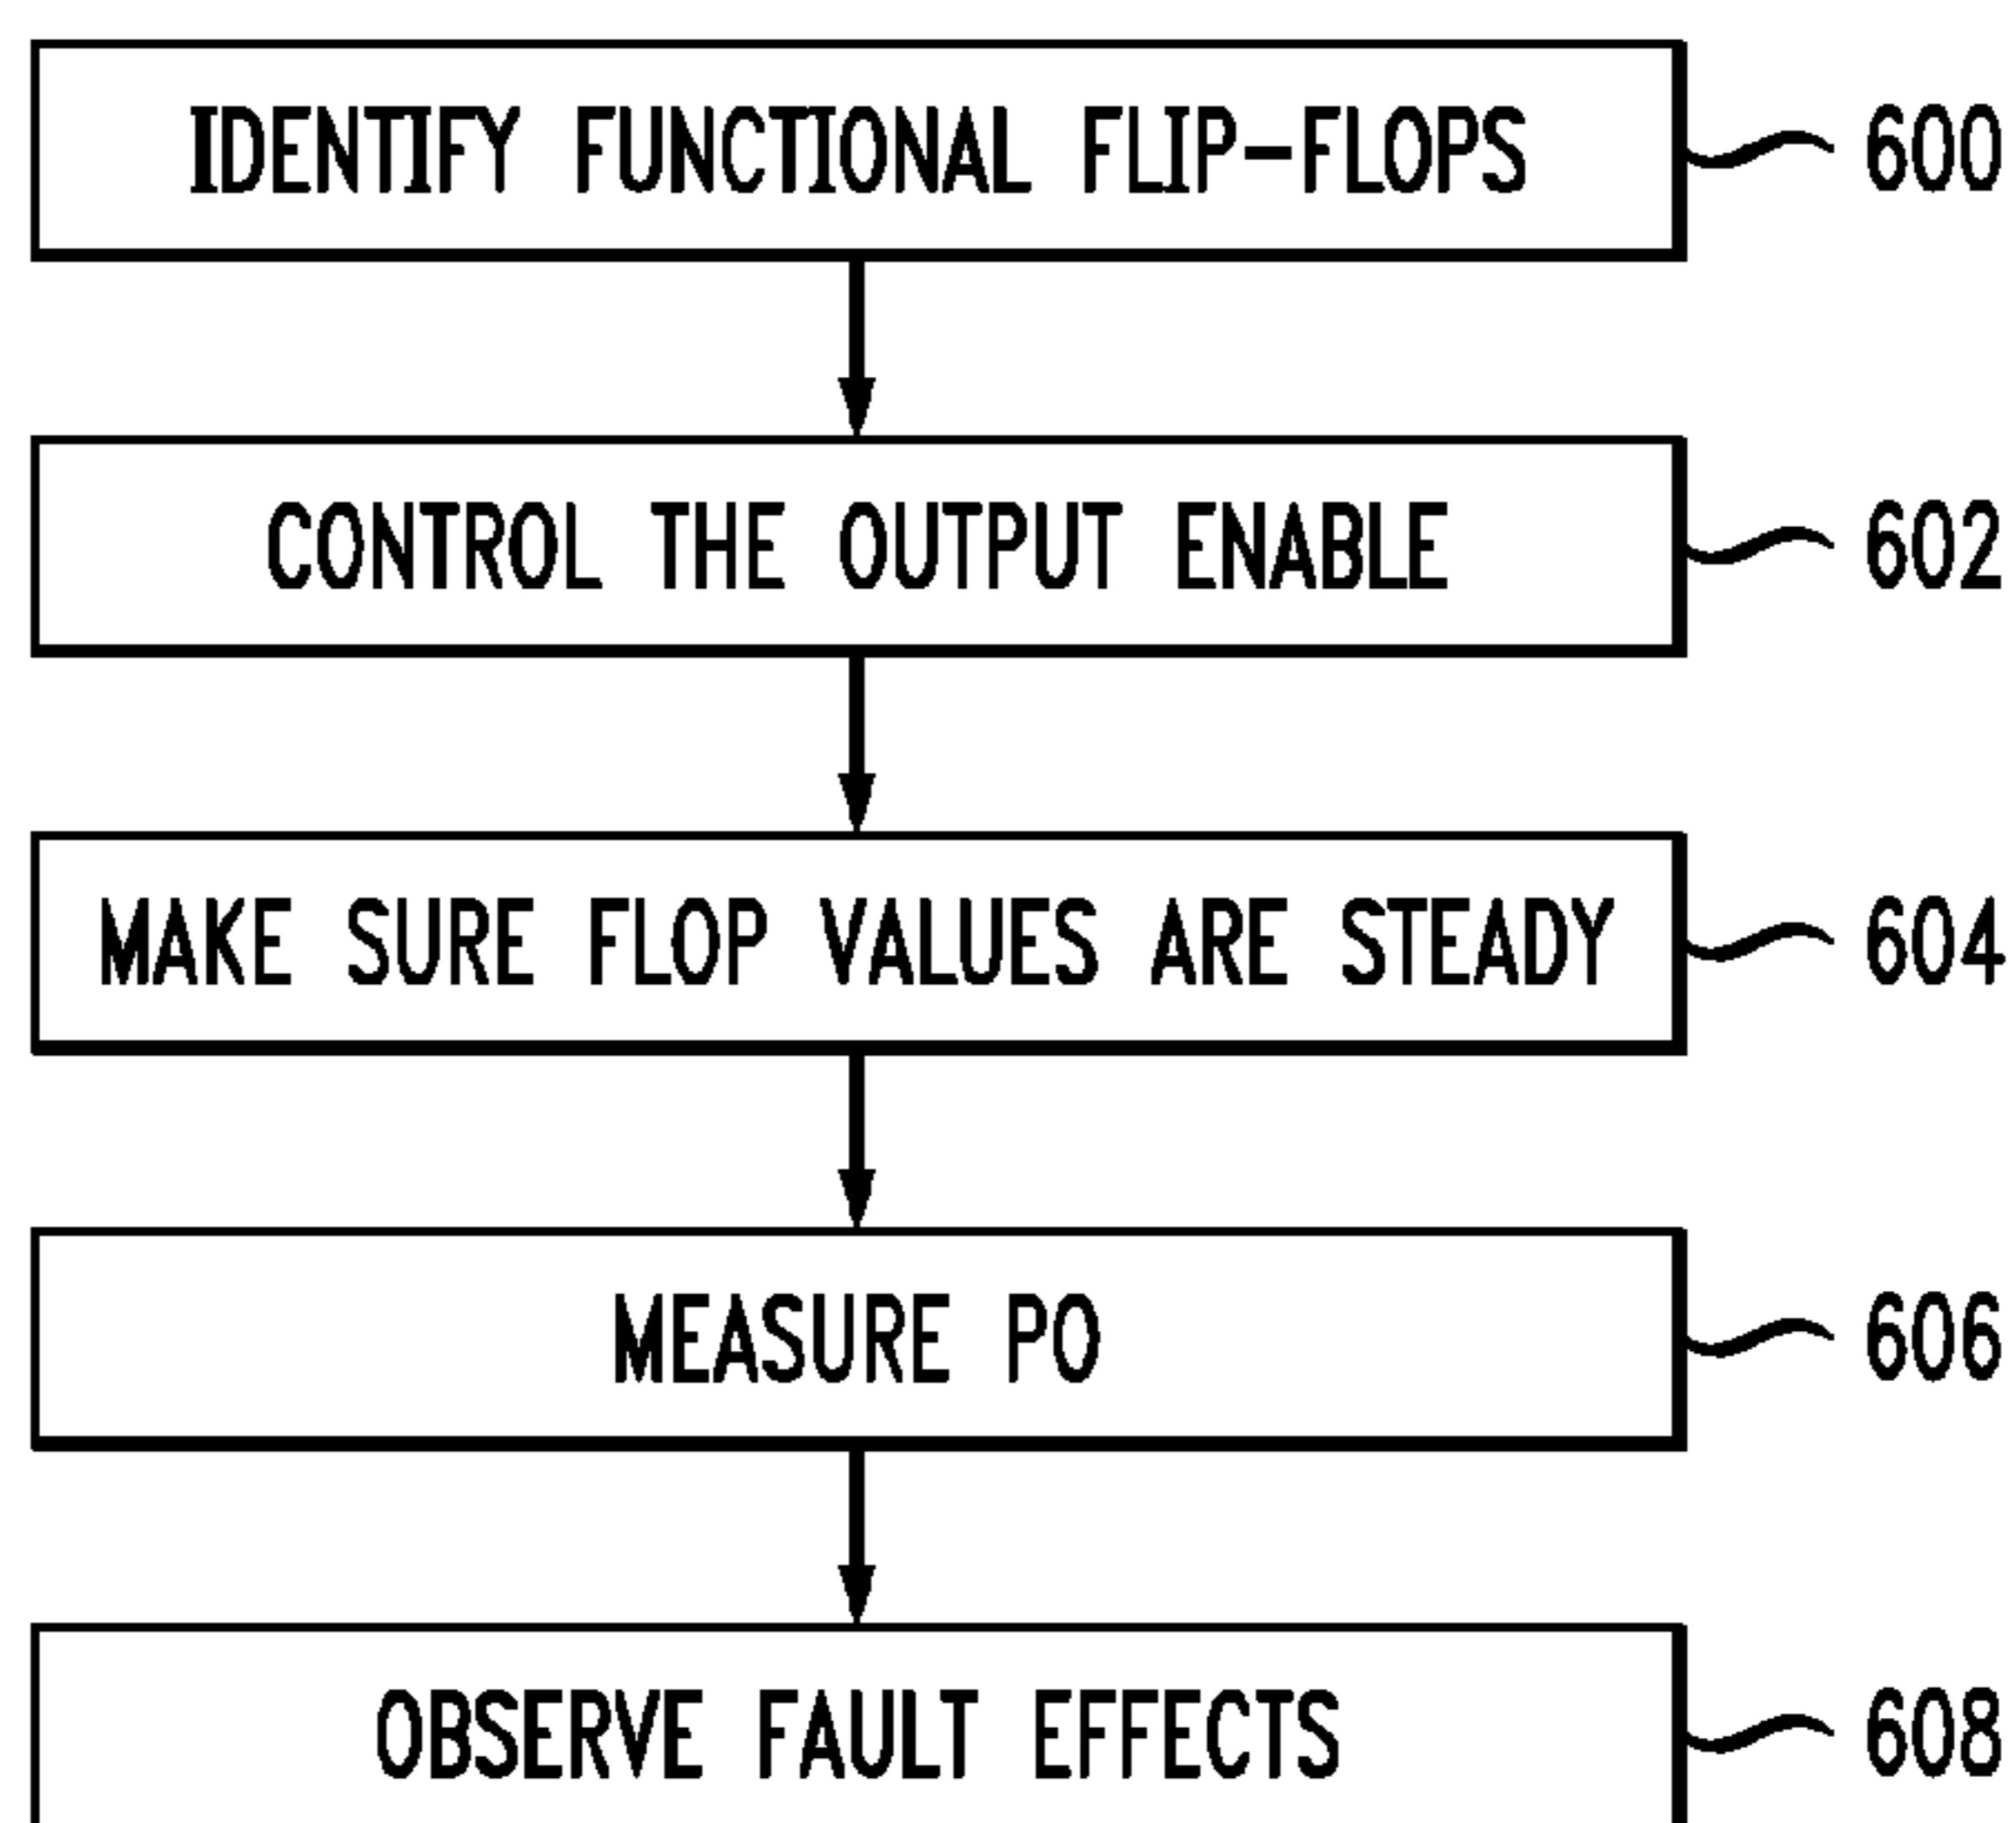 IDENTIFY FUNCTIONAL FLIP-FLOPS 600
CONTROL THE OUTPUT ENABLE 602
MAKE SURE FLOP VALUES ARE STEADY 604
MEASURE PO 606
OBSERVE FAULT EFFECTS 608